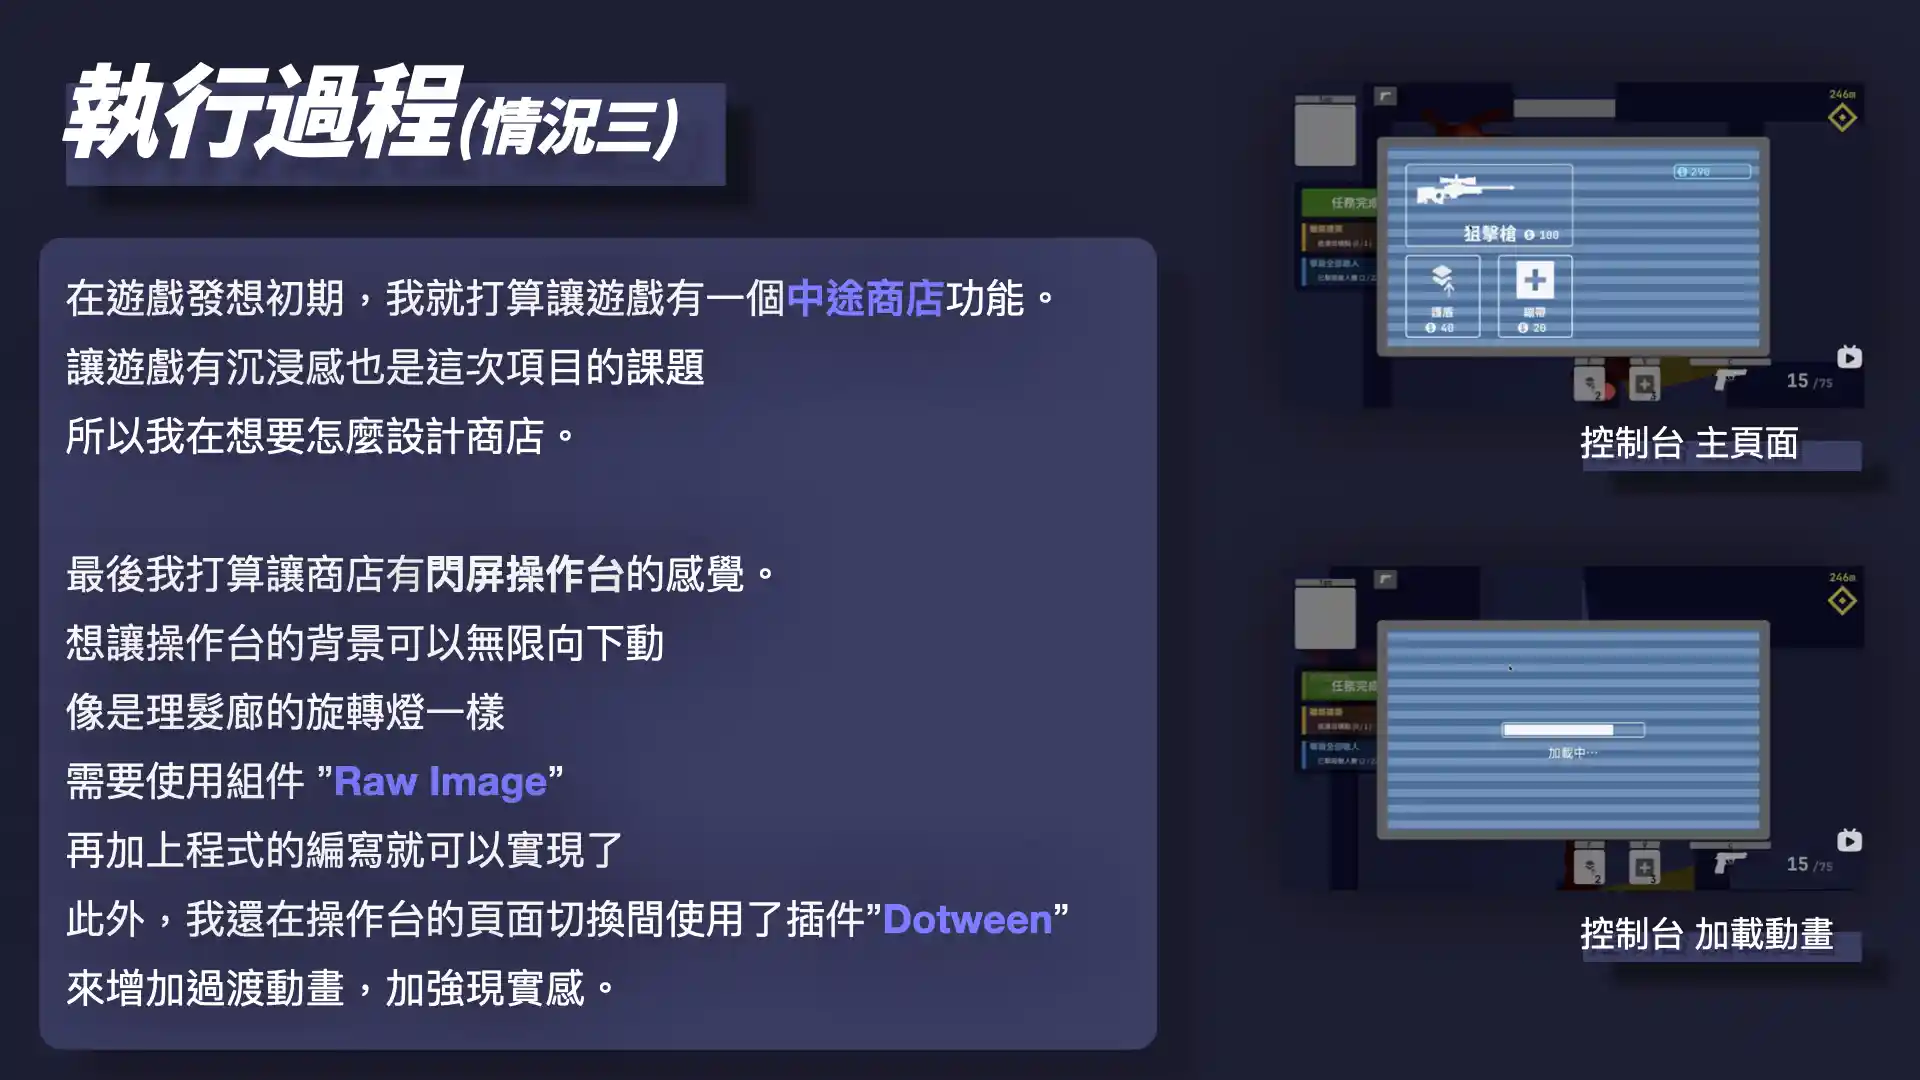 執行過程(情況三)
在遊戲發想初期，我就打算讓遊戲有一個中途商店功能。
讓遊戲有沉浸感也是這次項目的課題
所以我在想要怎麼設計商店。
最後我打算讓商店有閃屏操作台的感覺。
想讓操作台的背景可以無限向下動
像是理髮廊的旋轉燈一樣
需要使用組件 ”Raw Image”
再加上程式的編寫就可以實現了
此外，我還在操作台的頁面切換間使用了插件”Dotween”
來增加過渡動畫，加強現實感。
246m
290
任務完成
狙擊槍 100
護盾
40
繃帶
20
2
3
15 /75
控制台 主頁面
246m
任務完成
加載中…
2
3
15 /75
控制台 加載動畫